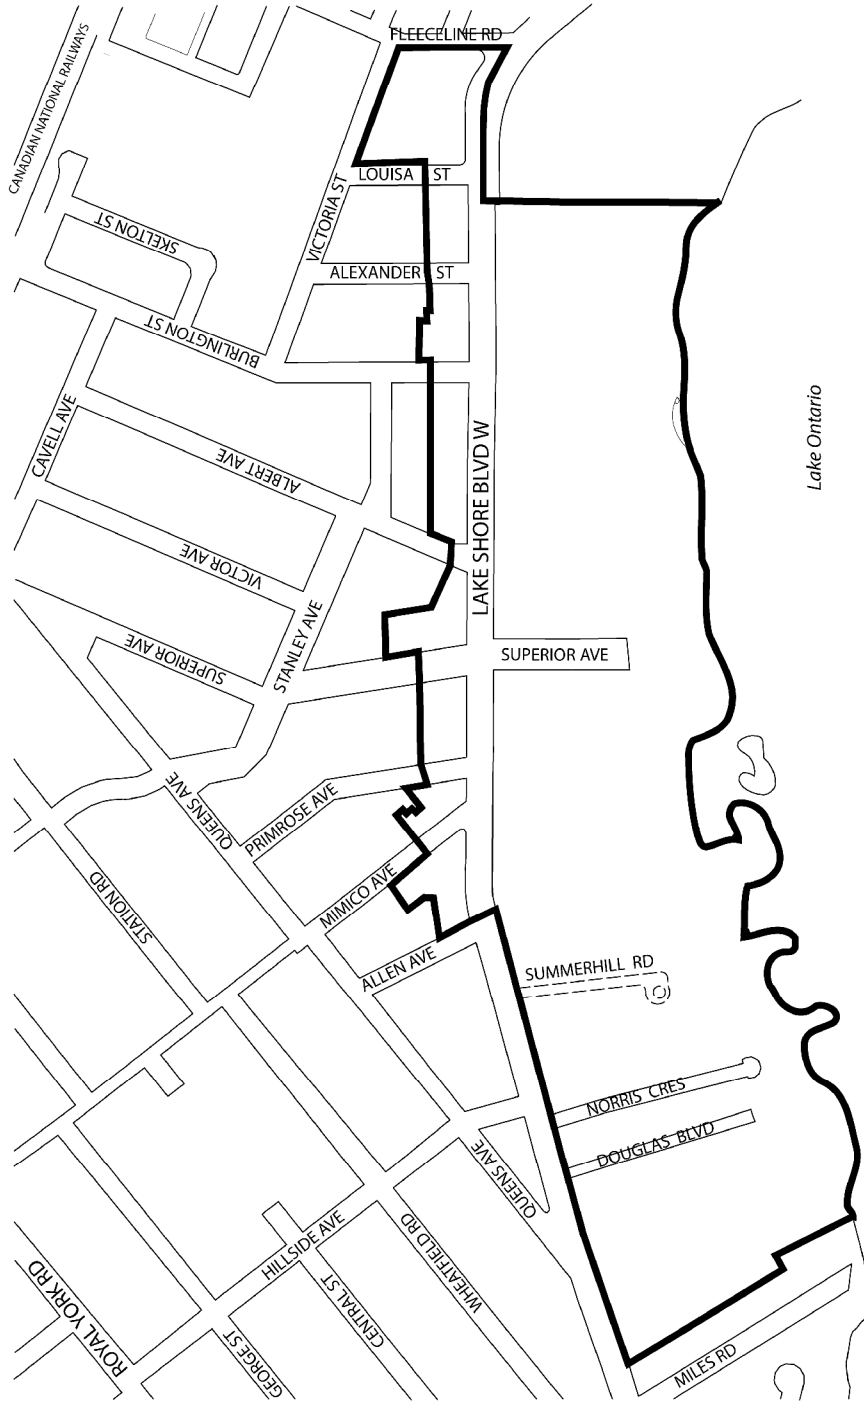 FLEECELINE RD
CANADIAN NATIONAL RAILWAYS
LOUISA ST
VICTORIA ST
SKELTON ST
ALEXANDER ST
BURLINGTON ST
CAVELL AVE
Lake Ontario
ALBERT AVE
LAKE SHORE BLVD W
VICTOR AVE
STANLEY AVE
SUPERIOR AVE
SUPERIOR AVE
QUEENS AVE
PRIMROSE AVE
MIMICO AVE
STATION RD
ALLEN AVE
SUMMERHILL RD
NORRIS CRES
DOUGLAS BLVD
QUEENS AVE
HILLSIDE AVE
WHEATFIELD RD
CENTRAL ST
ROYAL YORK RD
GEORGE ST
MILES RD